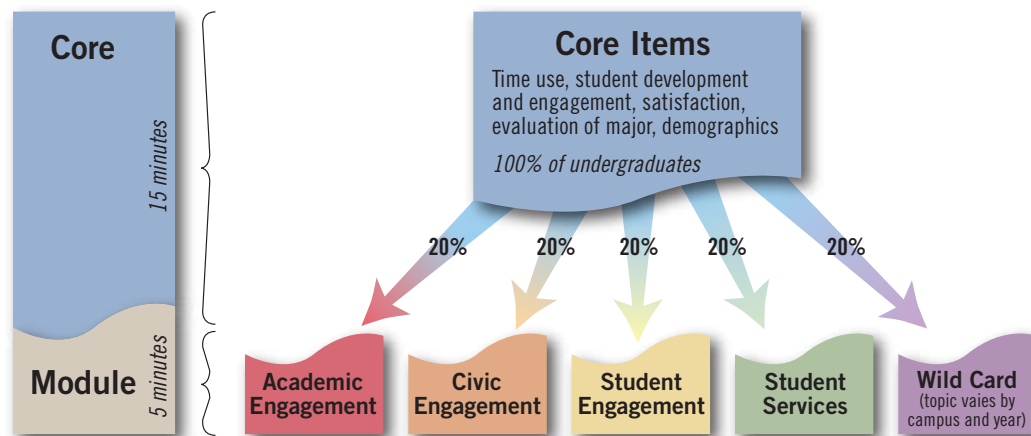 Core
15 minutes
Module
5 minutes
Core Items
Time use, student development
and engagement, satisfaction,
evaluation of major, demographics
100% of undergraduates
20%
20%
20%
20%
20%
Academic
Engagement
Civic
Engagement
Student
Engagement
Student
Services
Wild Card
(topic vaies by
campus and year)